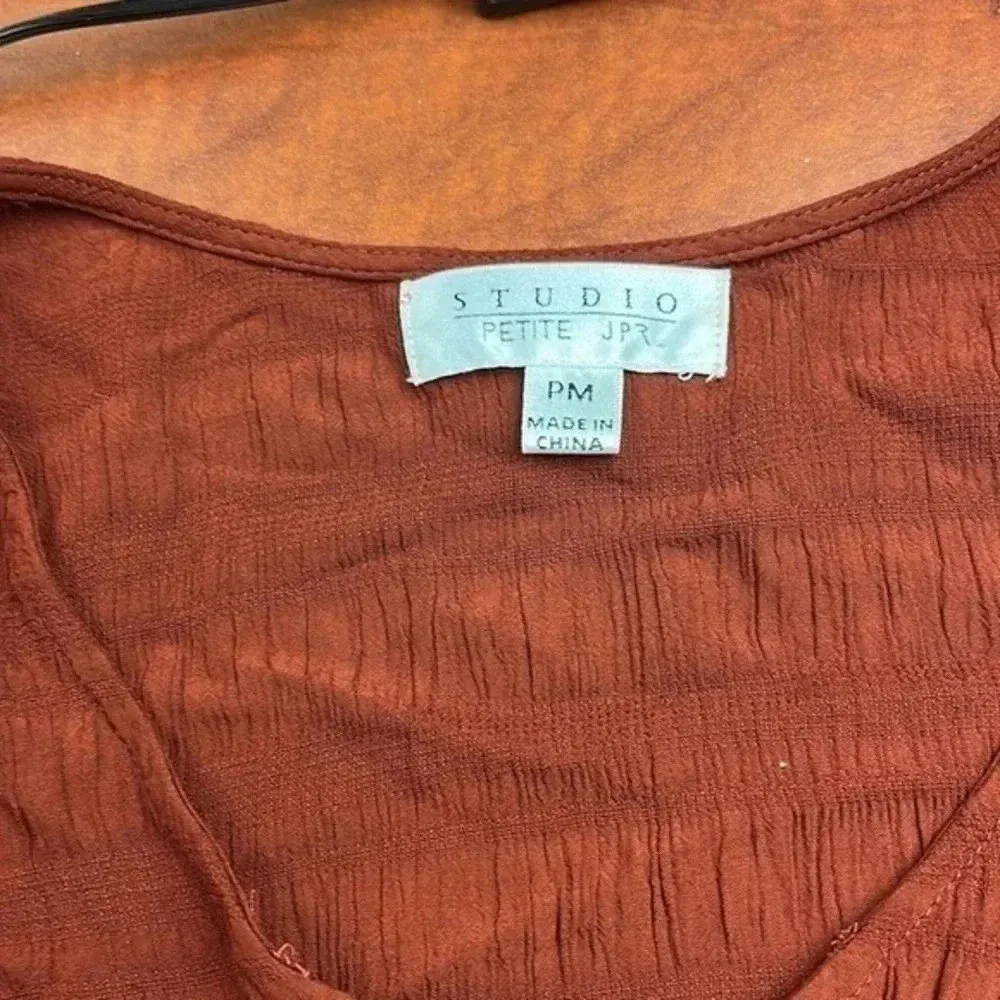 STUDIO
PETITE JPR
PM
MADE IN
CHINA